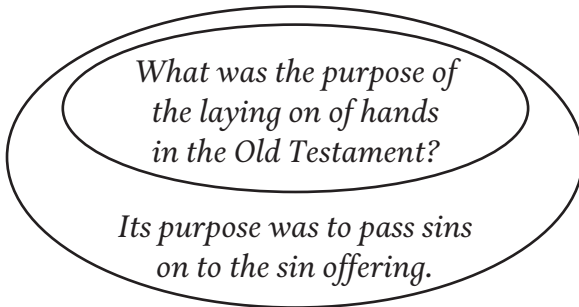 What was the purpose of
the laying on of hands
in the Old Testament?
Its purpose was to pass sins
on to the sin offering.